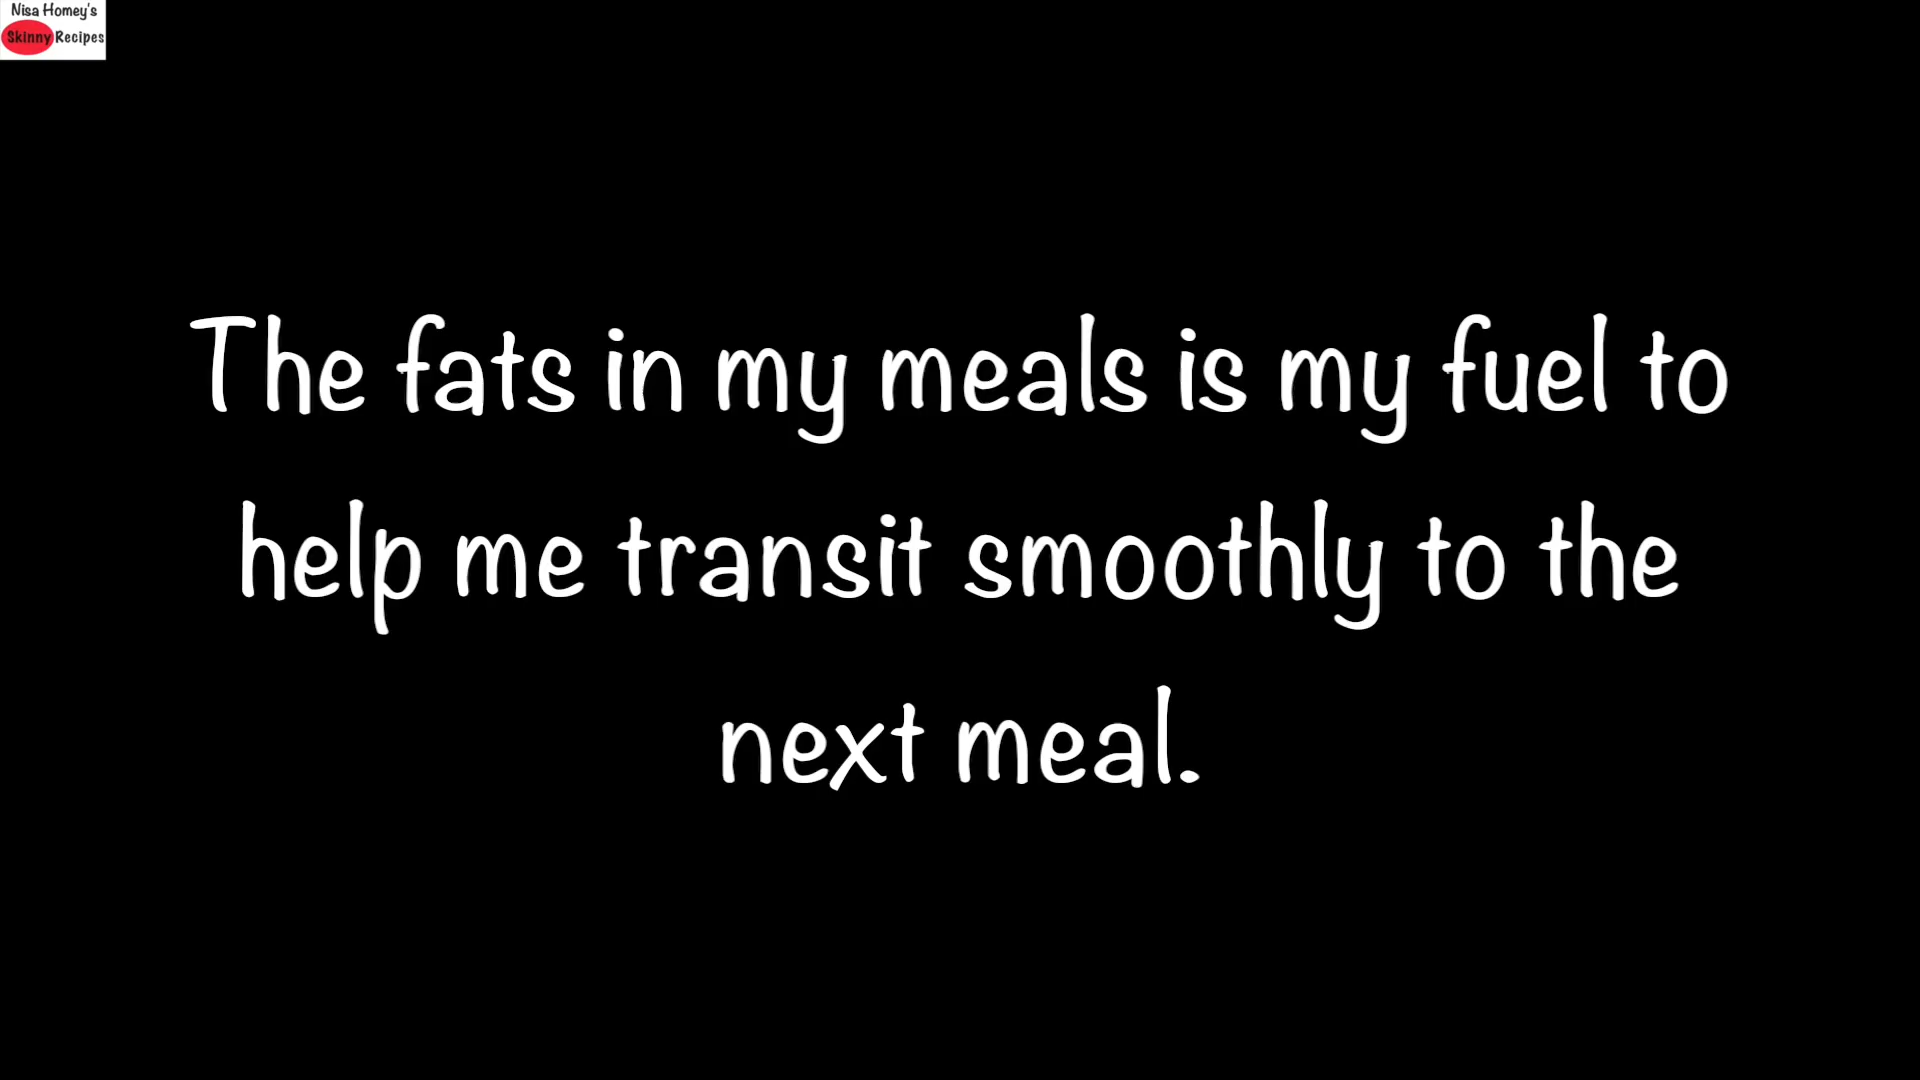 Nisa Homey's
Skinny Recipes
The fats in my meals is my fuel to
help me transit smoothly to the
next meal.